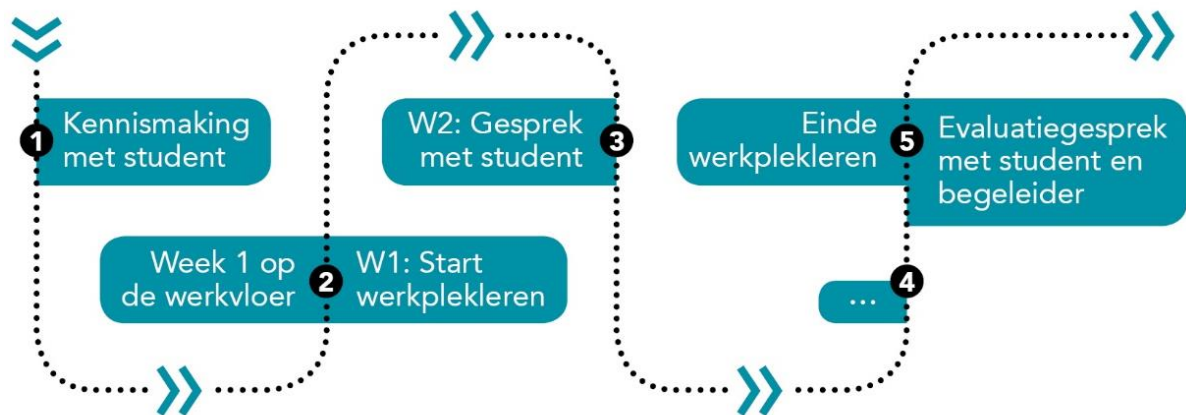 1
Kennismaking
met student
Week 1 op
de werkvloer
2
W1: Start
werkplekleren
W2: Gesprek
met student
3
...
4
Einde
werkplekleren
5
Evaluatiegesprek
met student en
begeleider